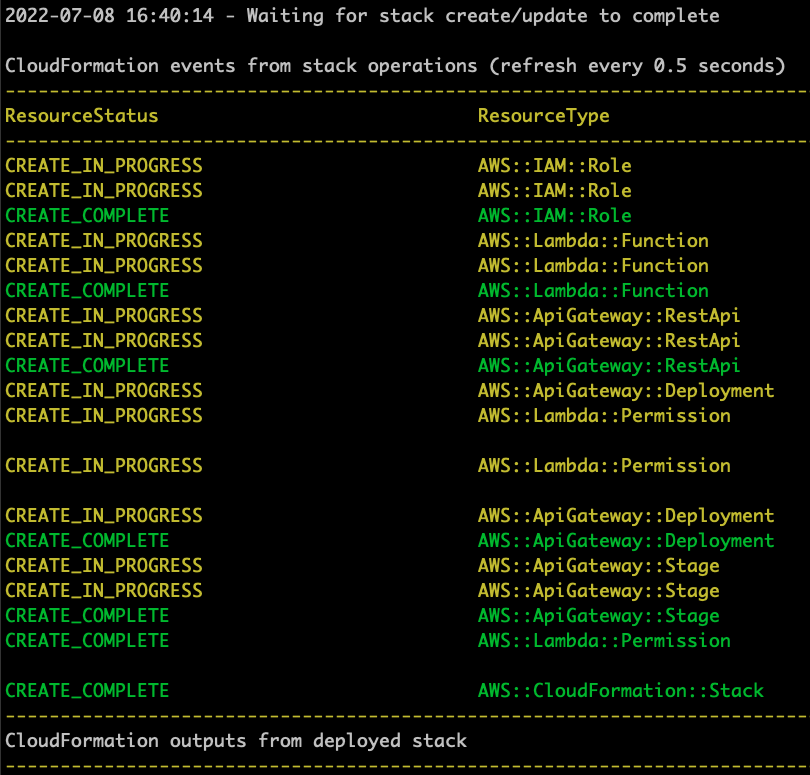 2022-07-08 16:40:14 - Waiting for stack create/update to complete
CloudFormation events from stack operations (refresh every 0.5 seconds)
---------------------------------------------------------------------------
ResourceStatus ResourceType
---------------------------------------------------------------------------
CREATE_IN_PROGRESS AWS::IAM::Role
CREATE_IN_PROGRESS AWS::IAM::Role
CREATE_COMPLETE AWS::IAM::Role
CREATE_IN_PROGRESS AWS::Lambda::Function
CREATE_IN_PROGRESS AWS::Lambda::Function
CREATE_COMPLETE AWS::Lambda::Function
CREATE_IN_PROGRESS AWS::ApiGateway::RestApi
CREATE_IN_PROGRESS AWS::ApiGateway::RestApi
CREATE_COMPLETE AWS::ApiGateway::RestApi
CREATE_IN_PROGRESS AWS::ApiGateway::Deployment
CREATE_IN_PROGRESS AWS::Lambda::Permission
CREATE_IN_PROGRESS AWS::Lambda::Permission
CREATE_IN_PROGRESS AWS::ApiGateway::Deployment
CREATE_COMPLETE AWS::ApiGateway::Deployment
CREATE_IN_PROGRESS AWS::ApiGateway::Stage
CREATE_IN_PROGRESS AWS::ApiGateway::Stage
CREATE_COMPLETE AWS::ApiGateway::Stage
CREATE_COMPLETE AWS::Lambda::Permission
CREATE_COMPLETE AWS::CloudFormation::Stack
---------------------------------------------------------------------------
CloudFormation outputs from deployed stack
---------------------------------------------------------------------------